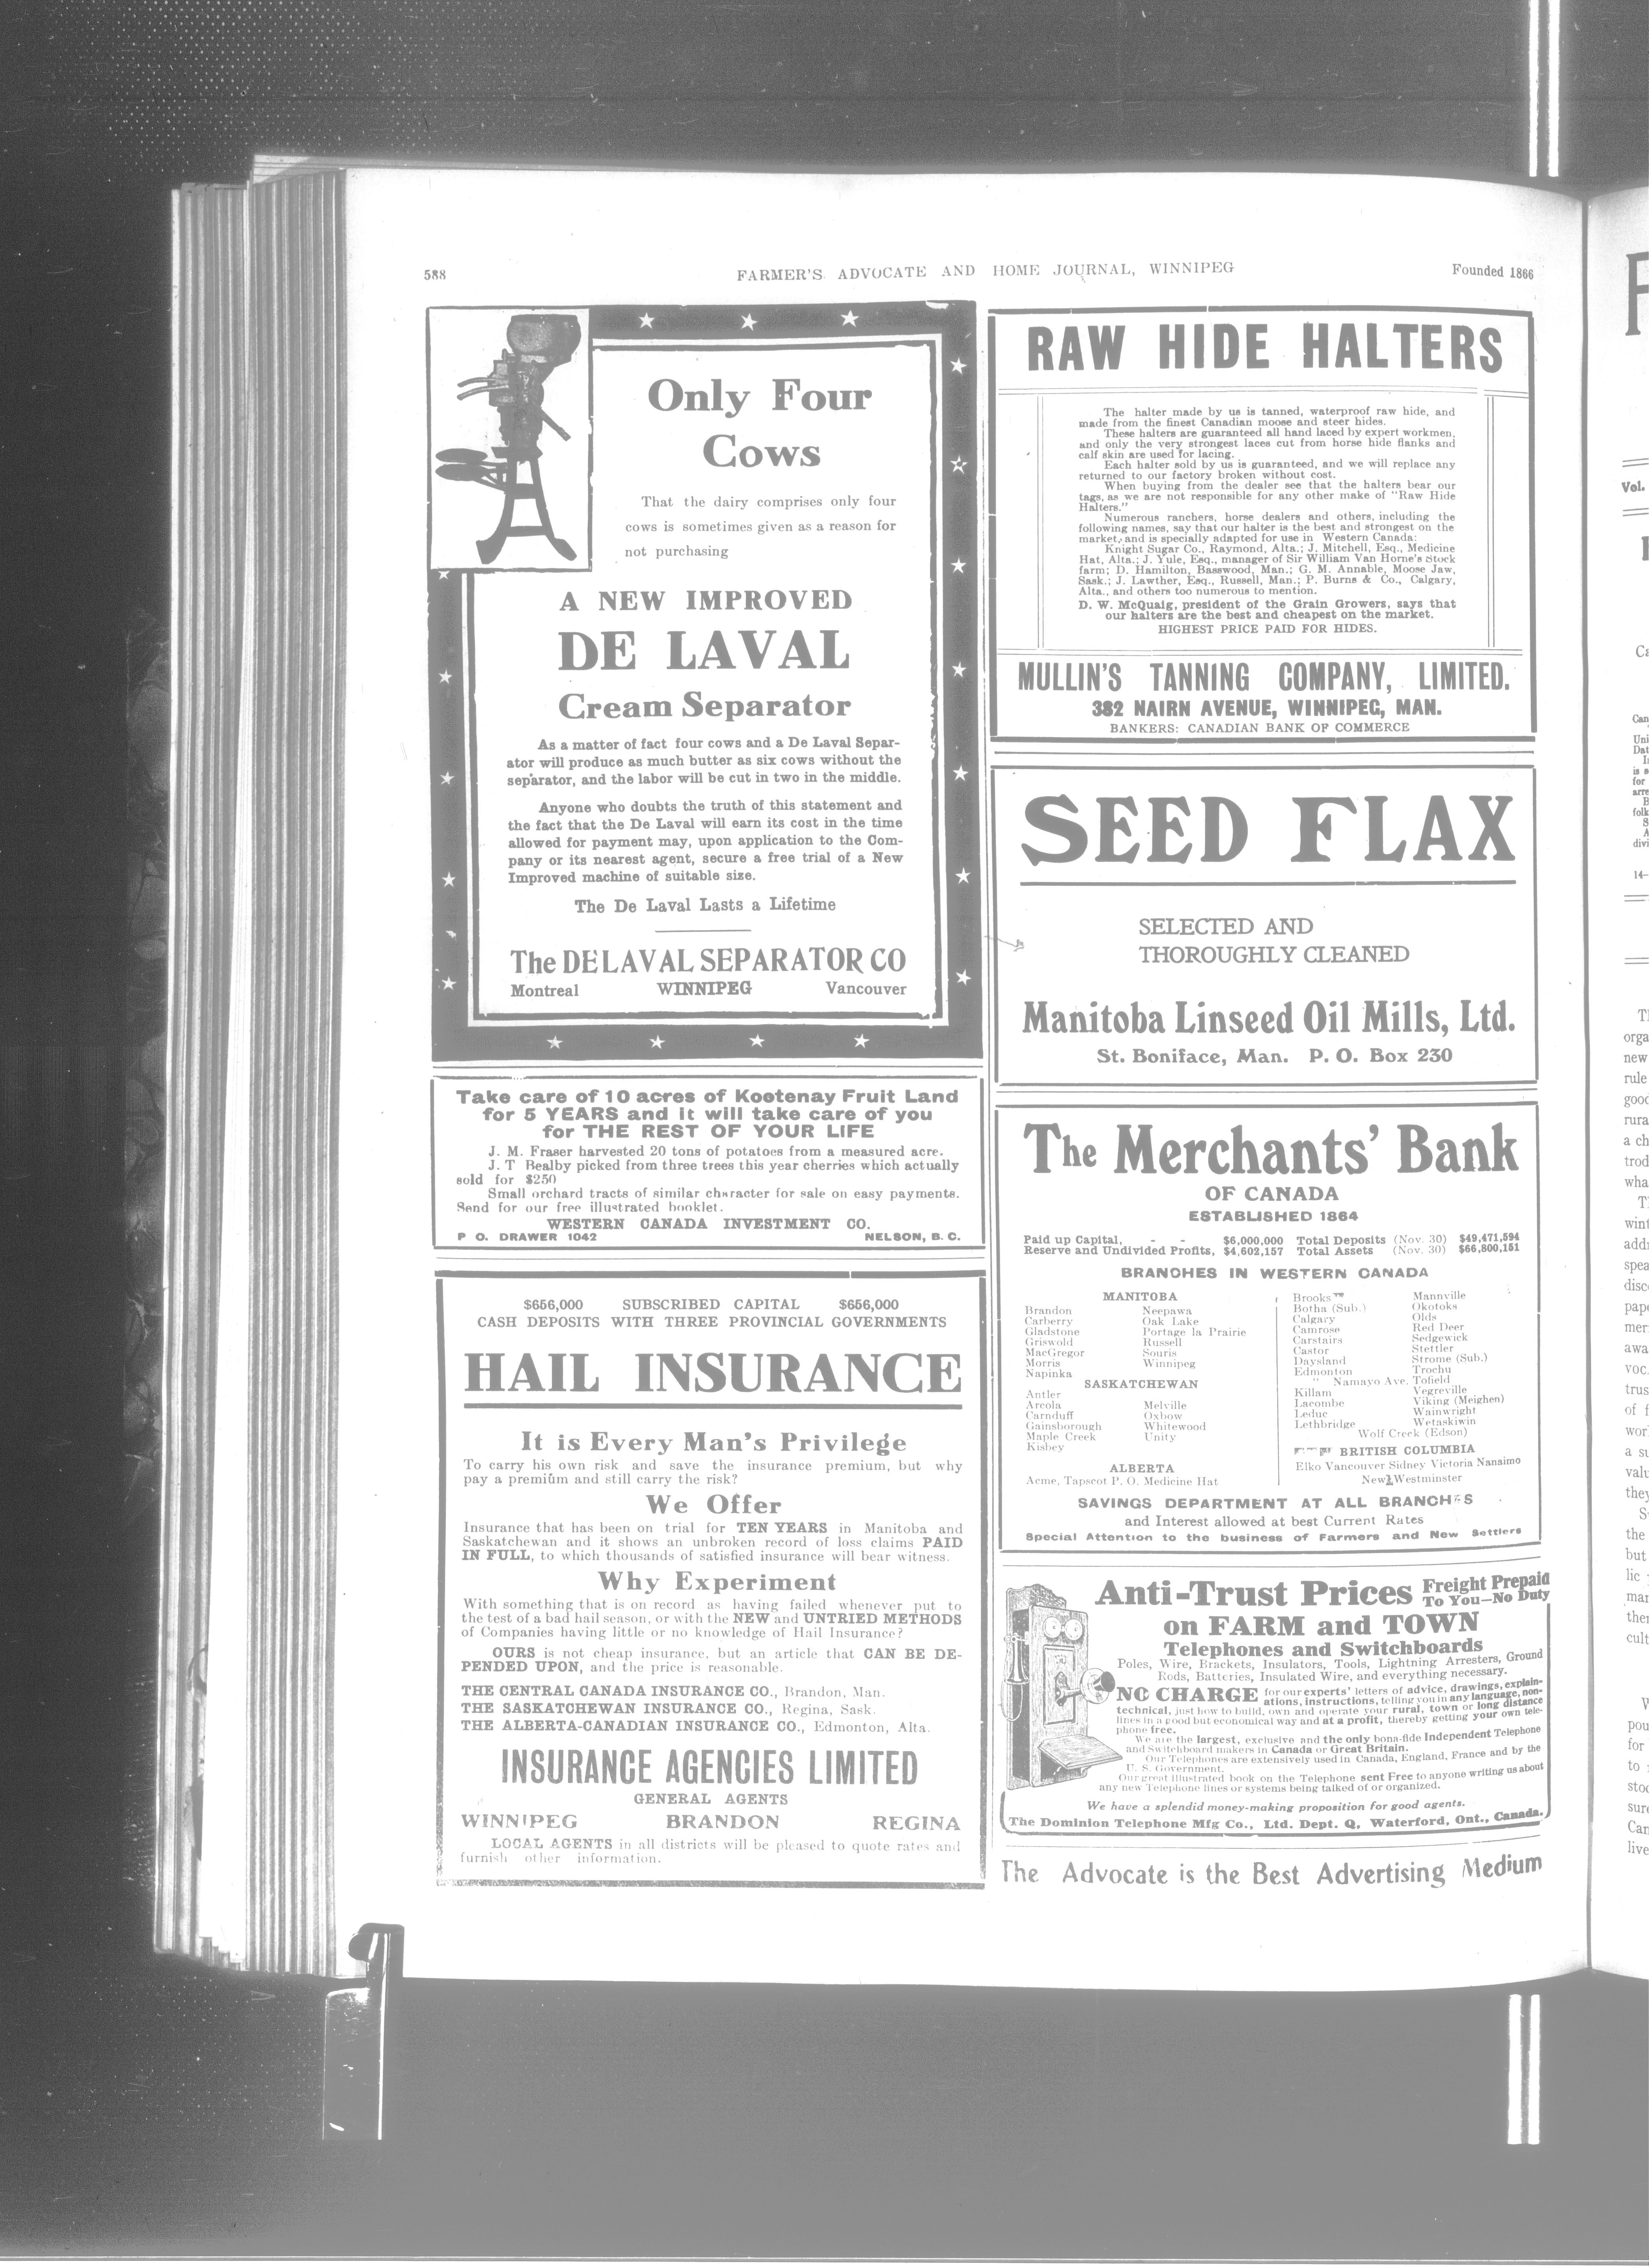 588
FARMER'S ADVOCATE AND HOME JOURNAL, WINNIPEG
Founded 1866
Only Four
Cows
That the dairy comprises only four
cows is sometimes given as a reason for
not purchasing
A NEW IMPROVED
DE LAVAL
Cream Separator
As a matter of fact four cows and a De Laval Separ-
ator will produce as much butter as six cows without the
separator, and the labor will be cut in two in the middle.
Anyone who doubts the truth of this statement and
the fact that the De Laval will earn its cost in the time
allowed for payment may, upon application to the Com-
pany or its nearest agent, secure a free trial of a New
Improved machine of suitable size.
The De Laval Lasts a Lifetime
The DE LAVAL SEPARATOR CO
Montreal WINNIPEG Vancouver
Take care of 10 acres of Kootenay Fruit Land
for 5 YEARS and it will take care of you
for THE REST OF YOUR LIFE
J. M. Fraser harvested 20 tons of potatoes from a measured acre.
J. T Bealby picked from three trees this year cherries which actually
sold for $250
Small orchard tracts of similar character for sale on easy payments.
Send for our free illustrated booklet.
WESTERN CANADA INVESTMENT CO.
P O. DRAWER 1042 NELSON, B. C.
$656,000 SUBSCRIBED CAPITAL $656,000
CASH DEPOSITS WITH THREE PROVINCIAL GOVERNMENTS
HAIL INSURANCE
It is Every Man's Privilege
To carry his own risk and save the insurance premium, but why
pay a premium and still carry the risk?
We Offer
Insurance that has been on trial for TEN YEARS in Manitoba and
Saskatchewan and it shows an unbroken record of loss claims PAID
IN FULL, to which thousands of satisfied insurance will bear witness.
Why Experiment
With something that is on record as having failed whenever put to
the test of a bad hail season, or with the NEW and UNTRIED METHODS
of Companies having little or no knowledge of Hail Insurance?
OURS is not cheap insurance, but an article that CAN BE DE-
PENDED UPON, and the price is reasonable.
THE CENTRAL CANADA INSURANCE CO., Brandon, Man.
THE SASKATCHEWAN INSURANCE CO., Regina, Sask.
THE ALBERTA-CANADIAN INSURANCE CO., Edmonton, Alta.
INSURANCE AGENCIES LIMITED
GENERAL AGENTS
WINNIPEG BRANDON REGINA
LOCAL AGENTS in all districts will be pleased to quote rates and
furnish other information.
RAW HIDE HALTERS
The halter made by us is tanned, waterproof raw hide, and
made from the finest Canadian moose and steer hides.
These halters are guaranteed all hand laced by expert workmen,
and only the very strongest laces cut from horse hide flanks and
calf skin are used for lacing.
Each halter sold by us is guaranteed, and we will replace any
returned to our factory broken without cost.
When buying from the dealer see that the halters bear our
tags, as we are not responsible for any other make of "Raw Hide
Halters."
Numerous ranchers, horse dealers and others, including the
following names, say that our halter is the best and strongest on the
market, and is specially adapted for use in Western Canada:
Knight Sugar Co., Raymond, Alta.; J. Mitchell, Esq., Medicine
Hat, Alta.; J. Yule, Esq., manager of Sir William Van Horne's Stock
farm; D. Hamilton, Basswood, Man.; G. M. Annable, Moose Jaw,
Sask.; J. Lawther, Esq., Russell, Man.; P. Burns & Co., Calgary,
Alta., and others too numerous to mention.
D. W. McQuaig, president of the Grain Growers, says that
our halters are the best and cheapest on the market.
HIGHEST PRICE PAID FOR HIDES.
MULLIN'S TANNING COMPANY, LIMITED.
382 NAIRN AVENUE, WINNIPEG, MAN.
BANKERS: CANADIAN BANK OF COMMERCE
SEED FLAX
SELECTED AND
THOROUGHLY CLEANED
Manitoba Linseed Oil Mills, Ltd.
St. Boniface, Man. P. O. Box 230
The Merchants' Bank
OF CANADA
ESTABLISHED 1864
Paid up Capital, - - $6,000,000 Total Deposits (Nov. 30) $49,471,594
Reserve and Undivided Profits, $4,602,157 Total Assets (Nov. 30) $66,800,151
BRANCHES IN WESTERN CANADA
MANITOBA
Brandon Neepawa
Carberry Oak Lake
Gladstone Portage la Prairie
Griswold Russell
MacGregor Souris
Morris Winnipeg
Napinka
SASKATCHEWAN
Antler
Arcola Melville
Carnduff Oxbow
Gainsborough Whitewood
Maple Creek Unity
Kisbey
ALBERTA
Acme, Tapscot P. O. Medicine Hat
Brooks Mannville
Botha (Sub.) Okotoks
Calgary Olds
Camrose Red Deer
Carstairs Sedgewick
Castor Stettler
Daysland Strome (Sub.)
Edmonton Trochu
" Namayo Ave. Tofield
Killam Vegreville
Lacombe Viking (Meighen)
Leduc Wainwright
Lethbridge Wetaskiwin
Wolf Creek (Edson)
BRITISH COLUMBIA
Elko Vancouver Sidney Victoria Nanaimo
New Westminster
SAVINGS DEPARTMENT AT ALL BRANCHES
and Interest allowed at best Current Rates
Special Attention to the business of Farmers and New Settlers
Anti-Trust Prices Freight Prepaid
To You—No Duty
on FARM and TOWN
Telephones and Switchboards
Poles, Wire, Brackets, Insulators, Tools, Lightning Arresters, Ground
Rods, Batteries, Insulated Wire, and everything necessary.
NO CHARGE for our experts' letters of advice, drawings, explain-
ations, instructions, telling you in any language, non-
technical, just how to build, own and operate your rural, town or long distance
lines in a good but economical way and at a profit, thereby getting your own tele-
phone free.
We are the largest, exclusive and the only bona-fide Independent Telephone
and Switchboard makers in Canada or Great Britain.
Our Telephones are extensively used in Canada, England, France and by the
U. S. Government.
Our great illustrated book on the Telephone sent Free to anyone writing us about
any new Telephone lines or systems being talked of or organized.
We have a splendid money-making proposition for good agents.
The Dominion Telephone Mfg Co., Ltd. Dept. Q, Waterford, Ont., Canada.
The Advocate is the Best Advertising Medium